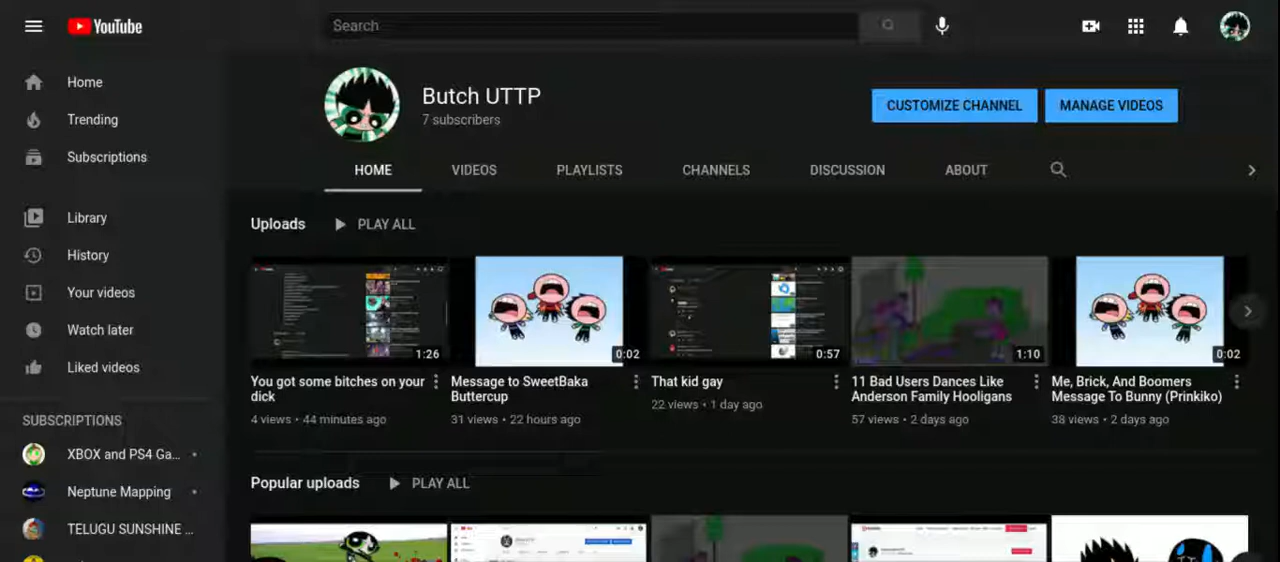 YouTube
Search
Home
Trending
Subscriptions
Library
History
Your videos
Watch later
Liked videos
SUBSCRIPTIONS
XBOX and PS4 Ga...
Neptune Mapping
TELUGU SUNSHINE ...
Butch UTTP
7 subscribers
CUSTOMIZE CHANNEL
MANAGE VIDEOS
HOME VIDEOS PLAYLISTS CHANNELS DISCUSSION ABOUT
Uploads PLAY ALL
1:26
You got some bitches on your
dick
4 views • 44 minutes ago
0:02
Message to SweetBaka
Buttercup
31 views • 22 hours ago
0:57
That kid gay
22 views • 1 day ago
1:10
11 Bad Users Dances Like
Anderson Family Hooligans
57 views • 2 days ago
0:02
Me, Brick, And Boomers
Message To Bunny (Prinkiko)
38 views • 2 days ago
Popular uploads PLAY ALL